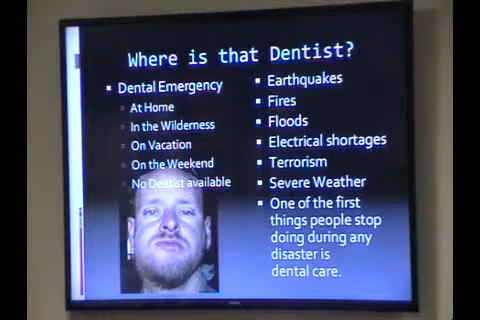 Where is that Dentist?
Dental Emergency
At Home
In the Wilderness
On Vacation
On the Weekend
No Dentist available
Earthquakes
Fires
Floods
Electrical shortages
Terrorism
Severe Weather
One of the first
things people stop
doing during any
disaster is
dental care.